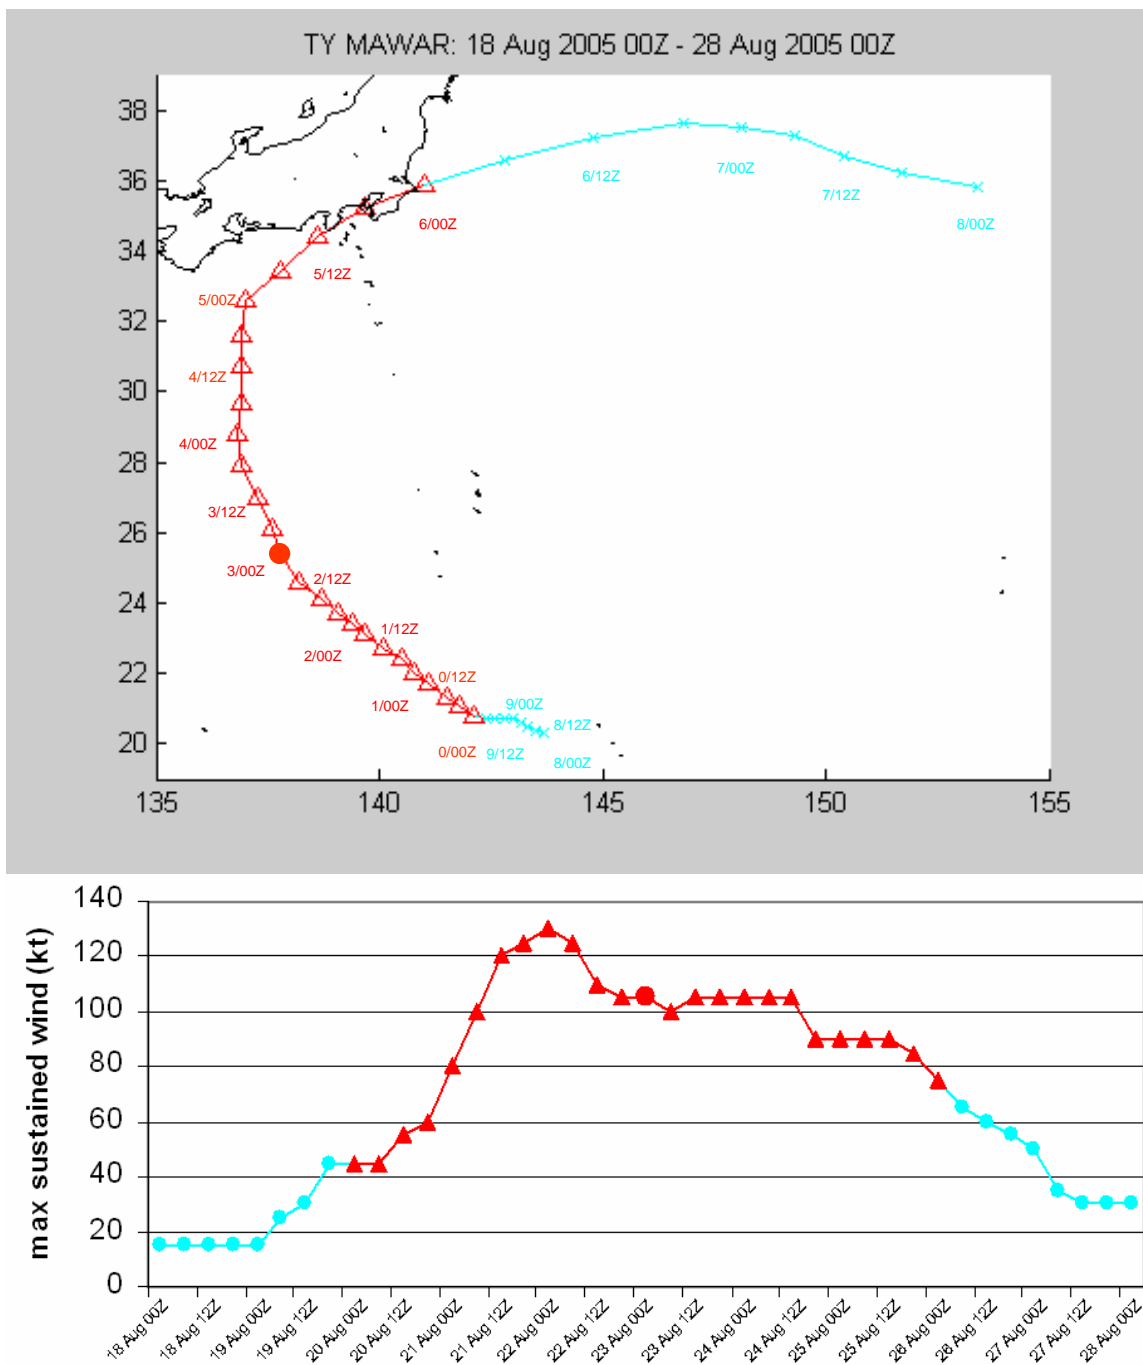 TY MAWAR: 18 Aug 2005 00Z - 28 Aug 2005 00Z
38
36
34
32
30
28
26
24
22
20
6/12Z
7/00Z
7/12Z
8/00Z
6/00Z
5/12Z
5/00Z
4/12Z
4/00Z
3/12Z
3/00Z
2/12Z
1/12Z
2/00Z
0/12Z
1/00Z
9/00Z
8/12Z
0/00Z
9/12Z
8/00Z
135
140
145
150
155
max sustained wind (kt)
140
120
100
80
60
40
20
0
18 Aug 00Z
18 Aug 12Z
19 Aug 00Z
19 Aug 12Z
20 Aug 00Z
20 Aug 12Z
21 Aug 00Z
21 Aug 12Z
22 Aug 00Z
22 Aug 12Z
23 Aug 00Z
23 Aug 12Z
24 Aug 00Z
24 Aug 12Z
25 Aug 00Z
25 Aug 12Z
26 Aug 00Z
26 Aug 12Z
27 Aug 00Z
27 Aug 12Z
28 Aug 00Z